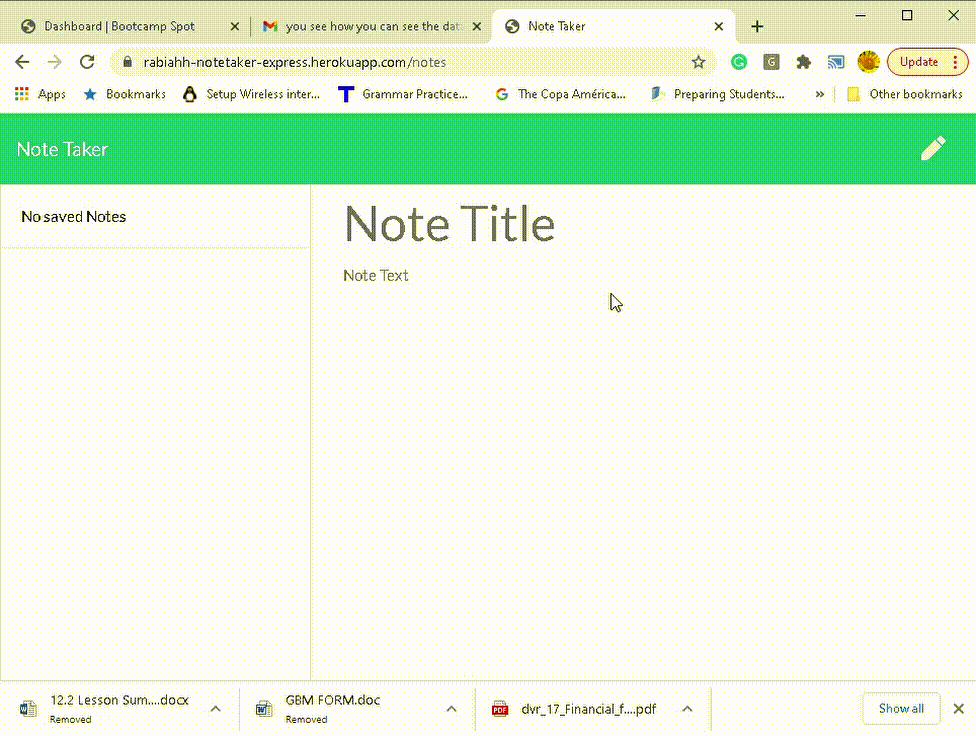 Dashboard | Bootcamp Spot
you see how you can see the dat
Note Taker
rabiahh-notetaker-express.herokuapp.com/notes
G
G
Update
Apps
Bookmarks
Setup Wireless inter...
T
Grammar Practice...
G
The Copa América...
Preparing Students...
»
Other bookmarks
Note Taker
No saved Notes
Note Title
Note Text
12.2 Lesson Sum....docx
Removed
GBM FORM.doc
Removed
PDF
dvr_17_Financial_f....pdf
Show all